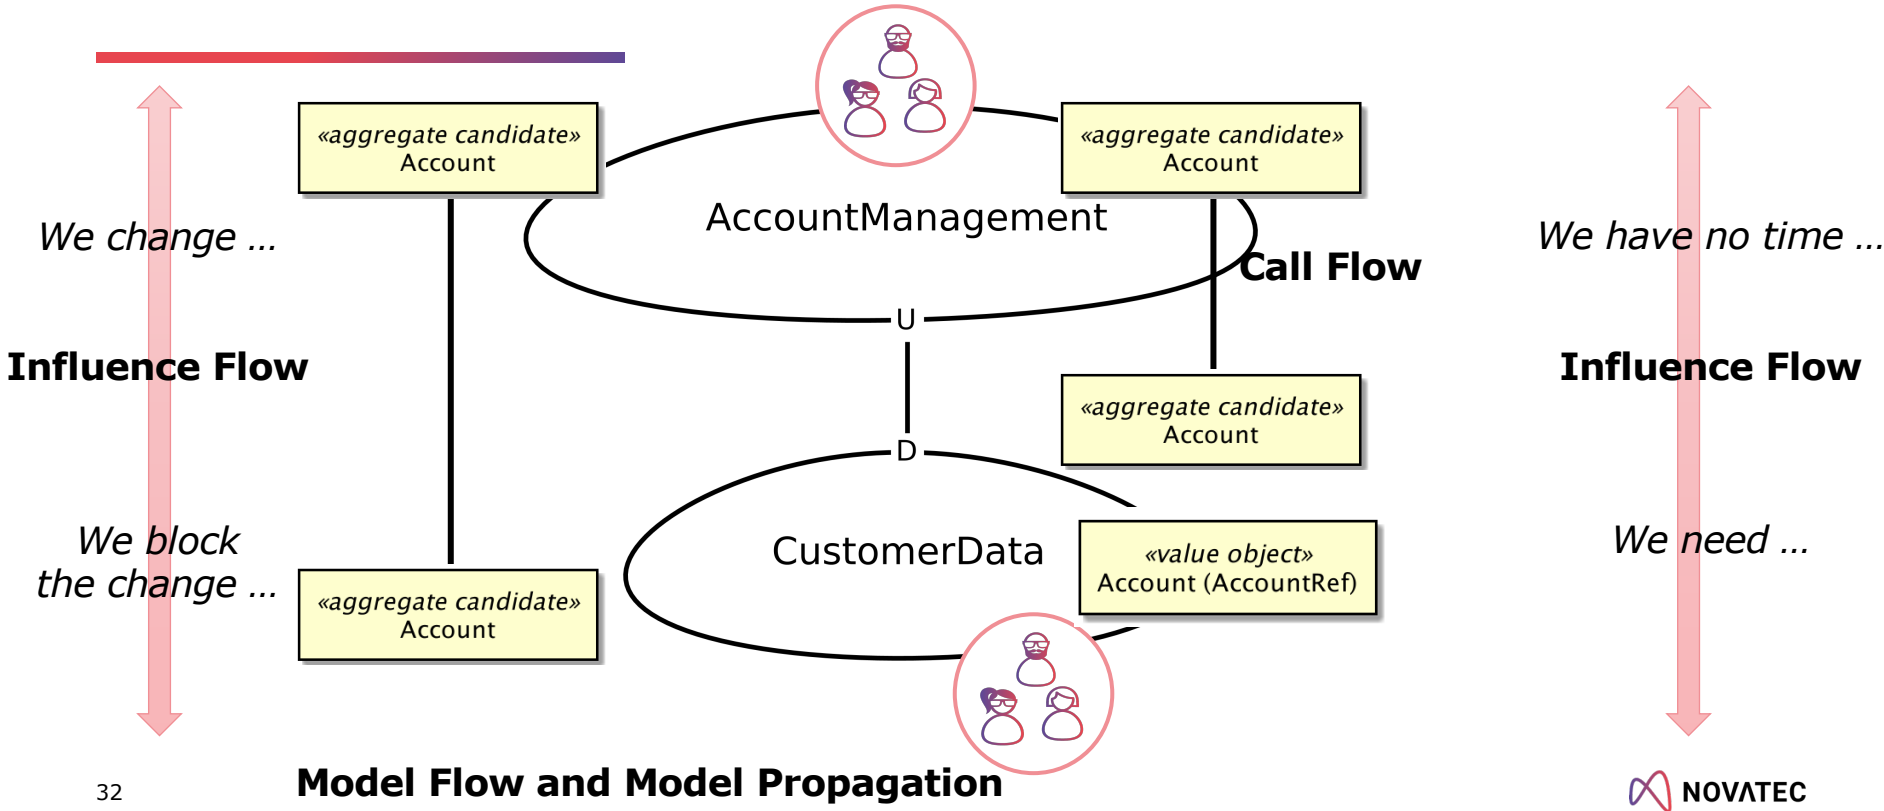 «aggregate candidate»
Account
«aggregate candidate»
Account
We change ...
AccountManagement
We have no time ...
Call Flow
U
Influence Flow
Influence Flow
«aggregate candidate»
Account
D
We block
the change ...
CustomerData
«value object»
Account (AccountRef)
We need ...
«aggregate candidate»
Account
Model Flow and Model Propagation
32
NOVATEC